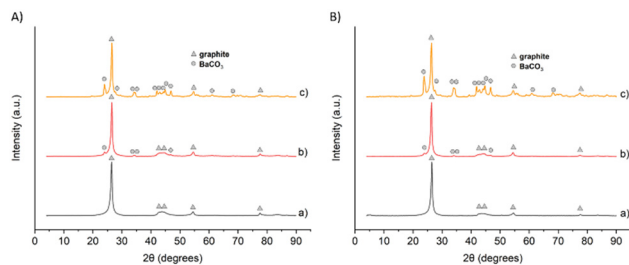 A)
graphite
BaCO₃
c)
b)
a)
Intensity (a.u.)
0 10 20 30 40 50 60 70 80 90
2θ (degrees)
B)
graphite
BaCO₃
c)
b)
a)
Intensity (a.u.)
0 10 20 30 40 50 60 70 80 90
2θ (degrees)